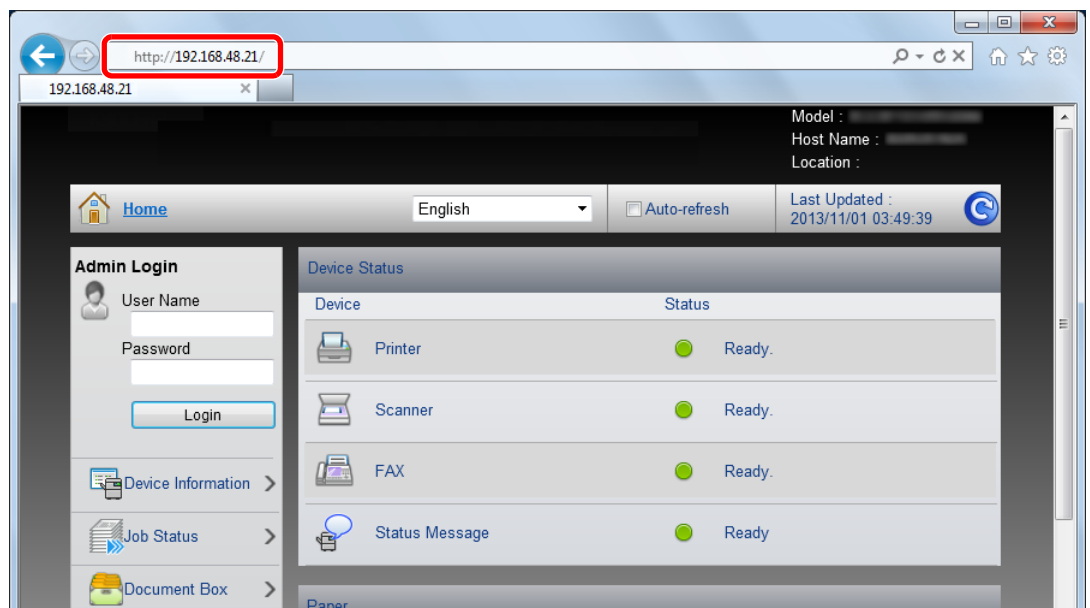 http://192.168.48.21/
192.168.48.21
Model :
Host Name :
Location :
Home
English
Auto-refresh
Last Updated :
2013/11/01 03:49:39
Admin Login
User Name
Password
Login
Device Information
Job Status
Document Box
Device Status
Device Status
Printer Ready.
Scanner Ready.
FAX Ready.
Status Message Ready
Paper